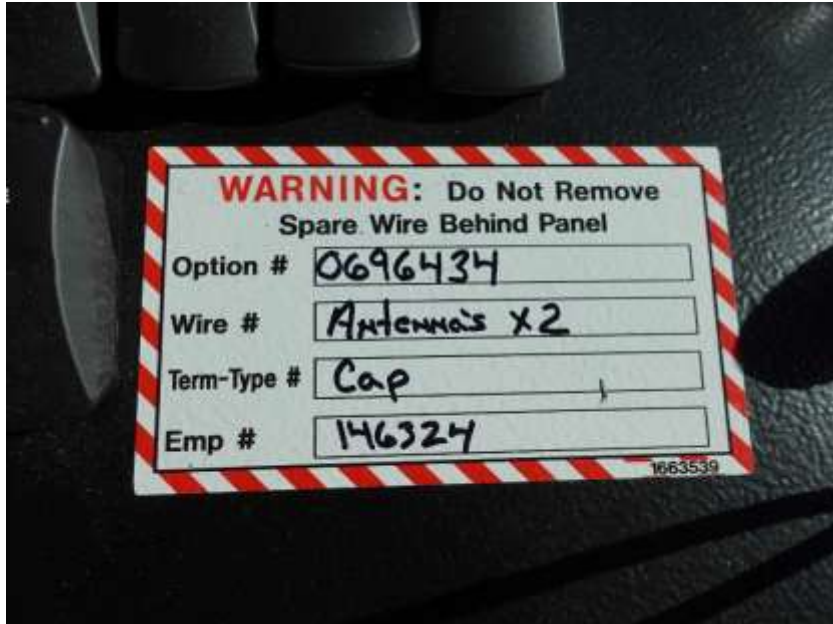 WARNING: Do Not Remove
Spare Wire Behind Panel
Option # 0696434
Wire # Antenna's X2
Term-Type # Cap
Emp # 146324
1663539